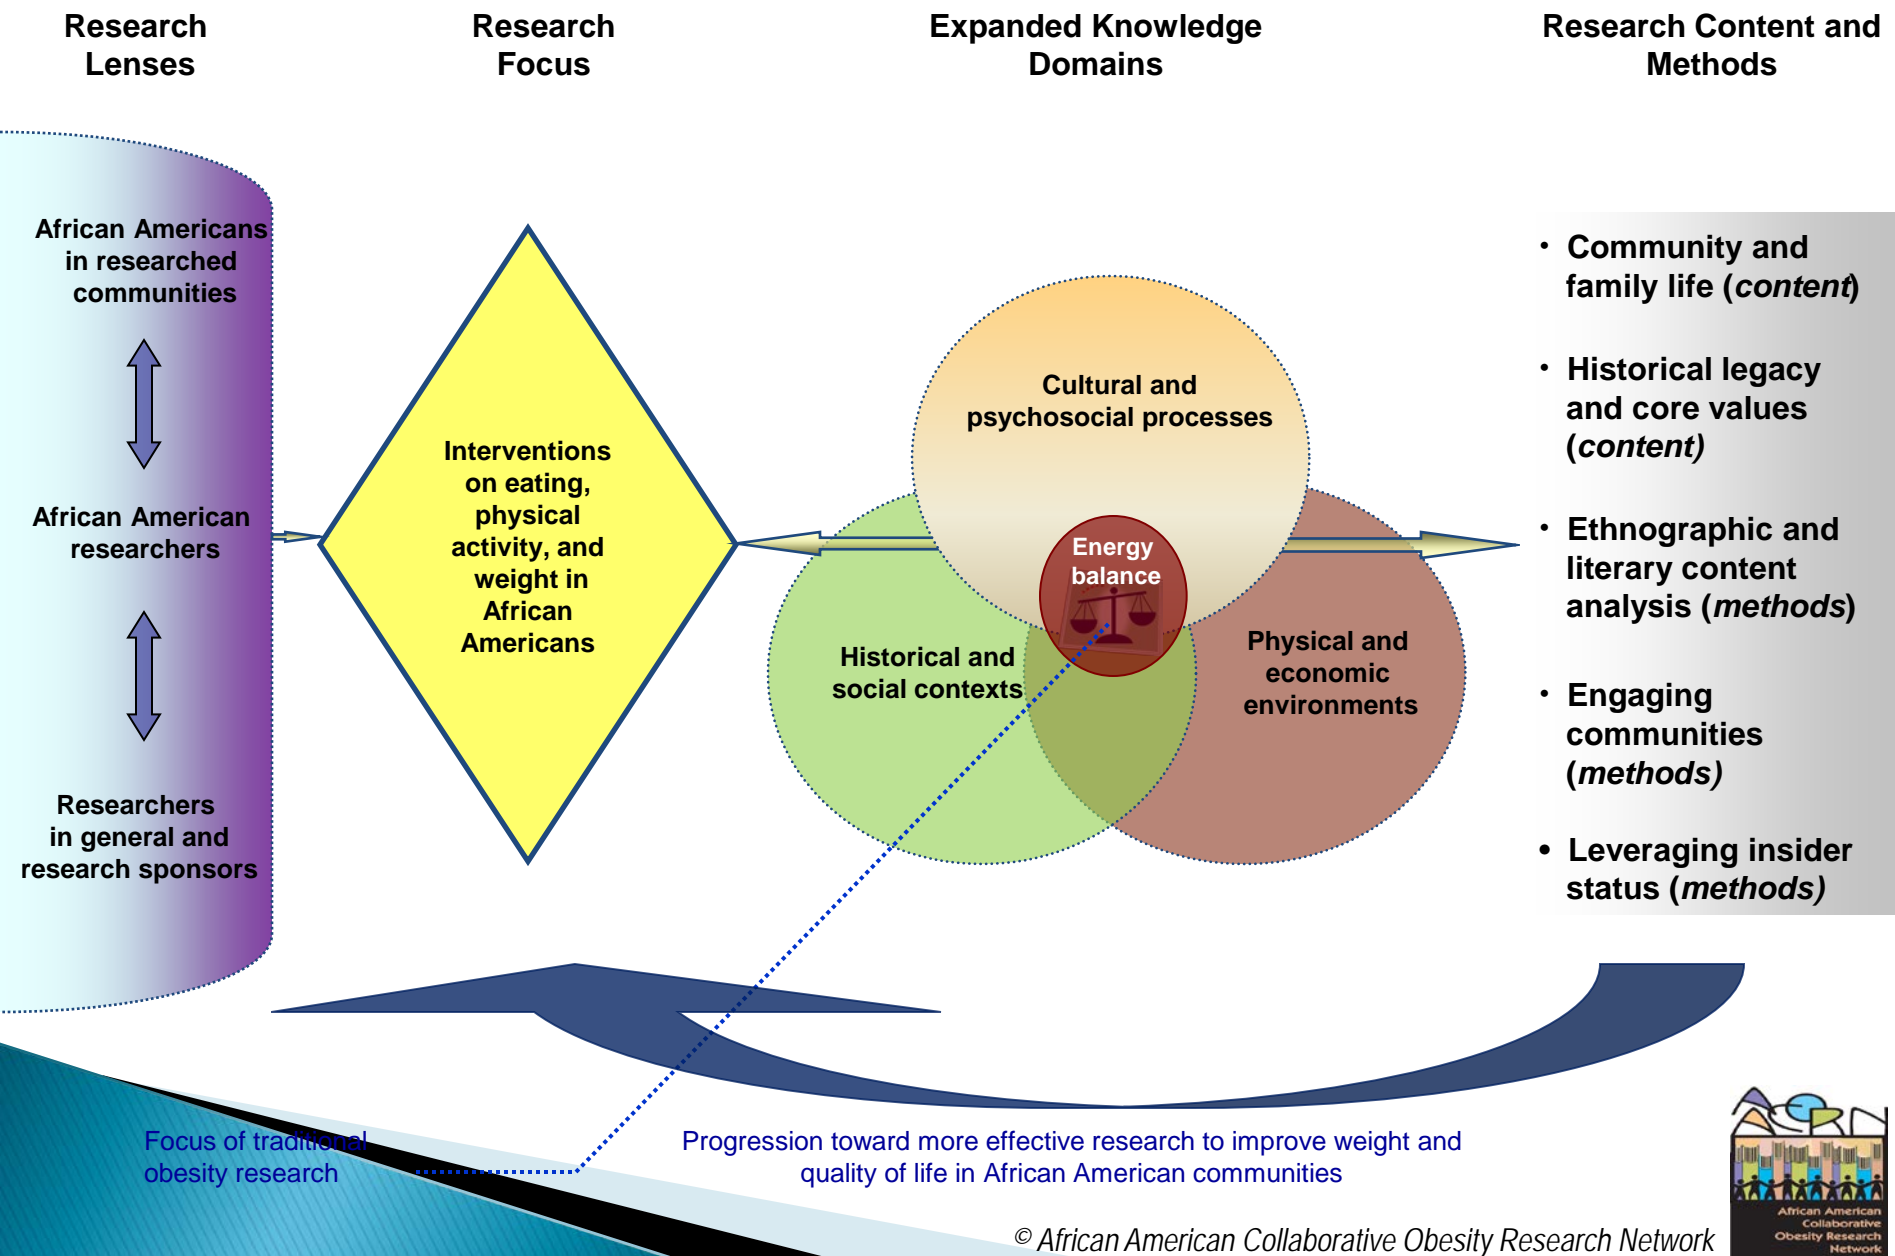 Research
Lenses
Research
Focus
Expanded Knowledge
Domains
Research Content and
Methods
African Americans
in researched
communities
African American
researchers
Researchers
in general and
research sponsors
Interventions
on eating,
physical
activity, and
weight in
African
Americans
Cultural and
psychosocial processes
Energy
balance
Historical and
social contexts
Physical and
economic
environments
• Community and
family life (content)
• Historical legacy
and core values
(content)
• Ethnographic and
literary content
analysis (methods)
• Engaging
communities
(methods)
• Leveraging insider
status (methods)
Focus of traditional
obesity research
Progression toward more effective research to improve weight and
quality of life in African American communities
© African American Collaborative Obesity Research Network
African American
Collaborative
Obesity Research
Network